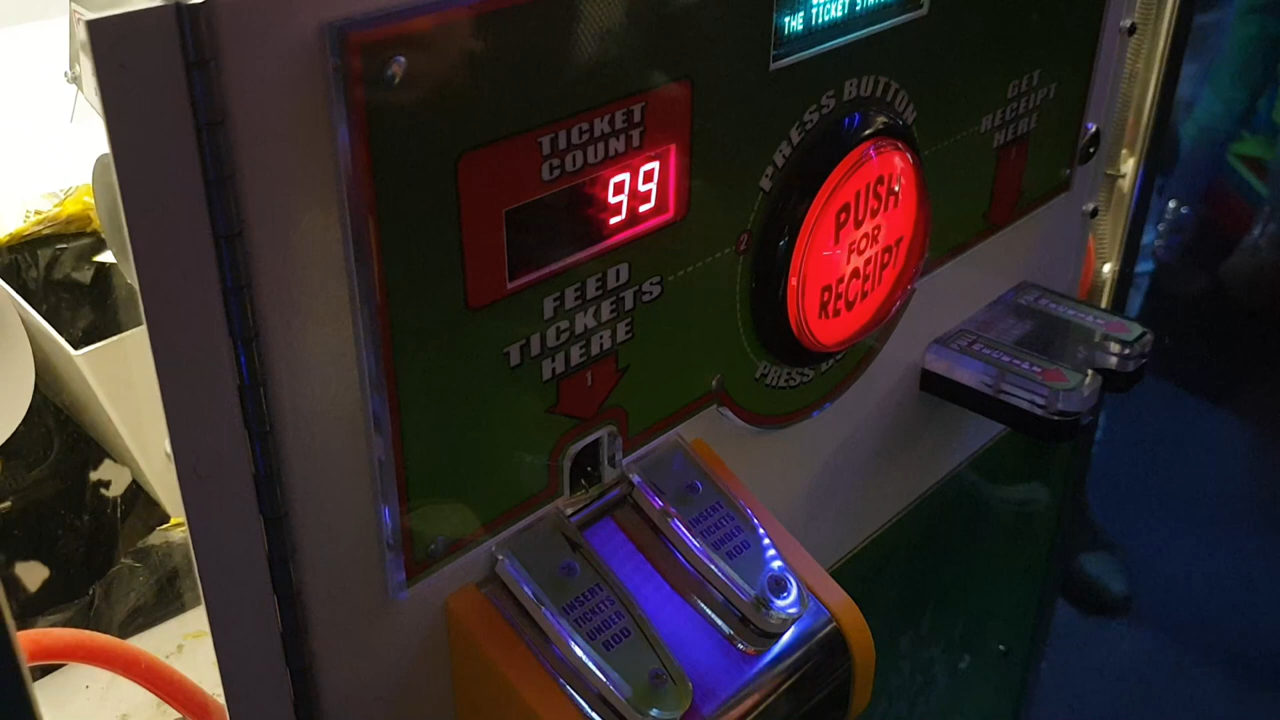 THE TICKET
TICKET
COUNT
99
PRESS BUTTON
GET
RECEIPT
HERE
1
PUSH
FOR
RECEIPT
2
FEED
TICKETS
HERE
1
PRESS
INSERT
TICKETS
UNDER
ROD
INSERT
TICKETS
UNDER
ROD